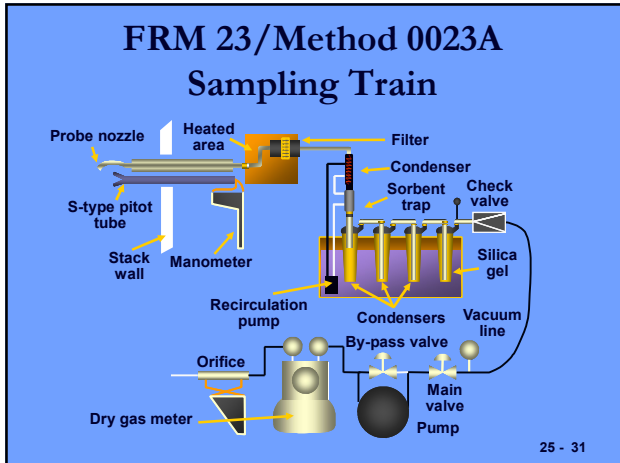 FRM 23/Method 0023A
Sampling Train
Probe nozzle
Heated
area
Filter
Condenser
Sorbent
trap
Check
valve
S-type pitot
tube
Stack
wall
Manometer
Silica
gel
Recirculation
pump
Condensers
Vacuum
line
By-pass valve
Orifice
Main
valve
Dry gas meter
Pump
25 - 31